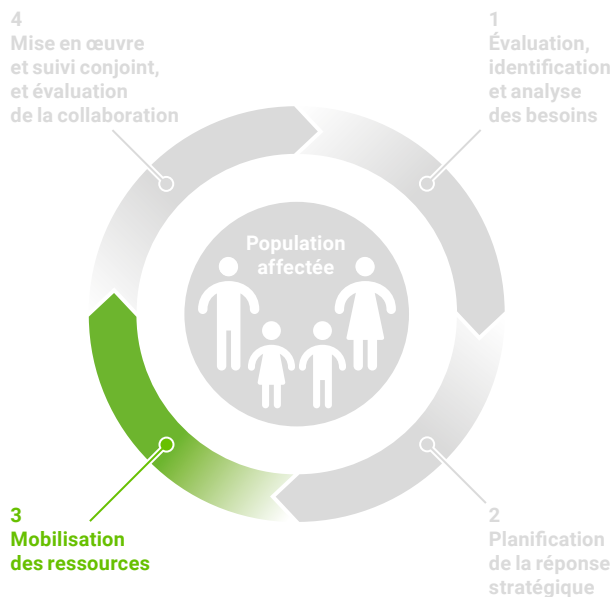 4
Mise en œuvre
et suivi conjoint,
et évaluation
de la collaboration
1
Évaluation,
identification
et analyse
des besoins
Population
affectée
3
Mobilisation
des ressources
2
Planification
de la réponse
stratégique